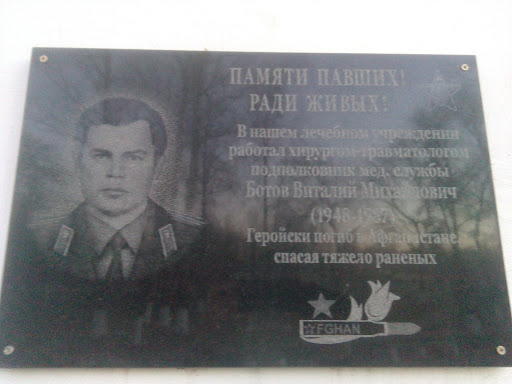 ПАМЯТИ ПАВШИХ!
РАДИ ЖИВЫХ!
В нашем лечебном учреждении
работал хирургом-травматологом
подполковник мед. службы
Ботов Виталий Михайлович
(1948-1987)
Геройски погиб в Афганистане,
спасая тяжело раненых
FGHAN